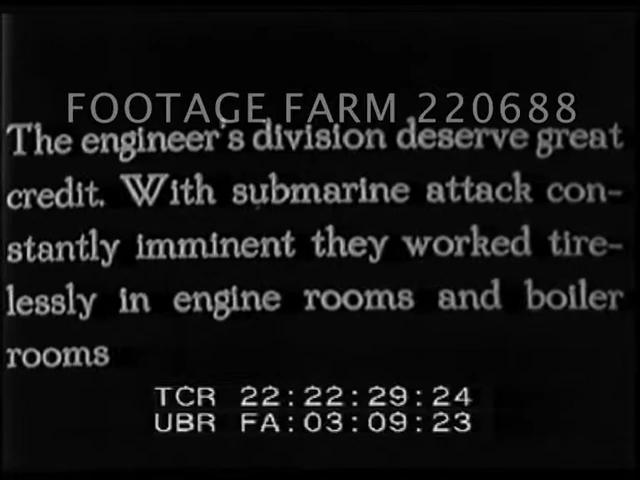 FOOTAGE FARM 220688
The engineer's division deserve great
credit. With submarine attack con-
stantly imminent they worked tire-
lessly in engine rooms and boiler
rooms
TCR 22:22:29:24
UBR FA:03:09:23